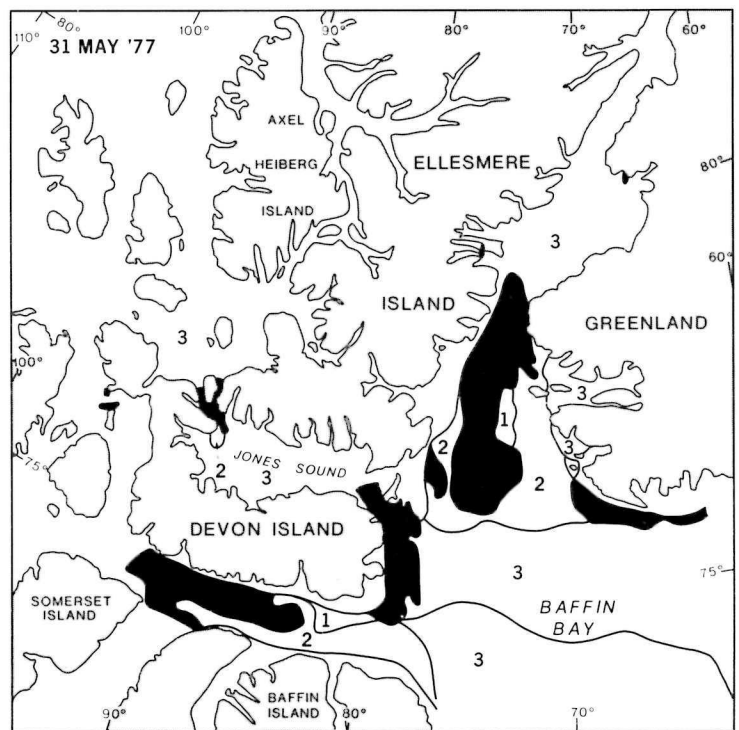 110° 80° 100° 80° 70° 60°
31 MAY '77
AXEL
HEIBERG
ISLAND
ELLESMERE
80°
3
60°
ISLAND
GREENLAND
3
100°
3
1
2
3
75°
2
JONES SOUND
3
2
DEVON ISLAND
3
75°
SOMERSET
ISLAND
1
BAFFIN
BAY
2
3
BAFFIN
ISLAND
90° 80° 70°